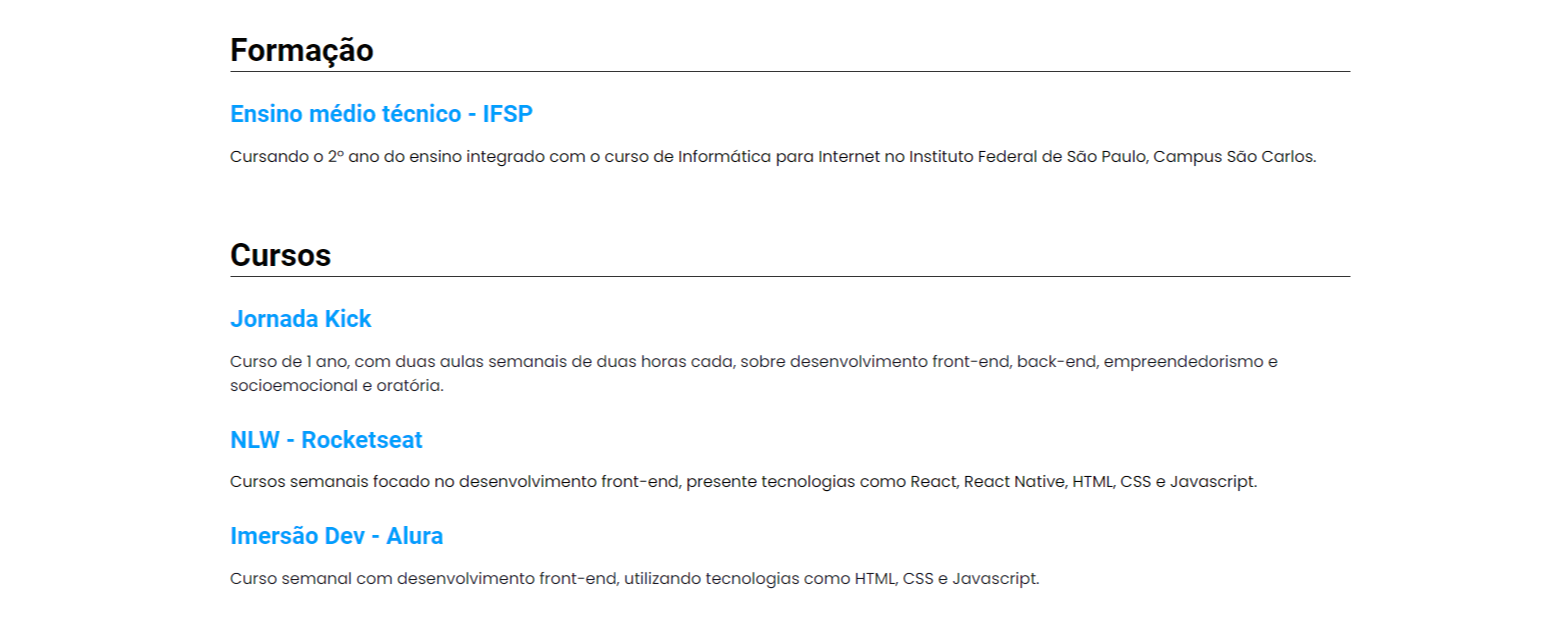 Formação
Ensino médio técnico - IFSP
Cursando o 2º ano do ensino integrado com o curso de Informática para Internet no Instituto Federal de São Paulo, Campus São Carlos.
Cursos
Jornada Kick
Curso de 1 ano, com duas aulas semanais de duas horas cada, sobre desenvolvimento front-end, back-end, empreendedorismo e
socioemocional e oratória.
NLW - Rocketseat
Cursos semanais focado no desenvolvimento front-end, presente tecnologias como React, React Native, HTML, CSS e Javascript.
Imersão Dev - Alura
Curso semanal com desenvolvimento front-end, utilizando tecnologias como HTML, CSS e Javascript.